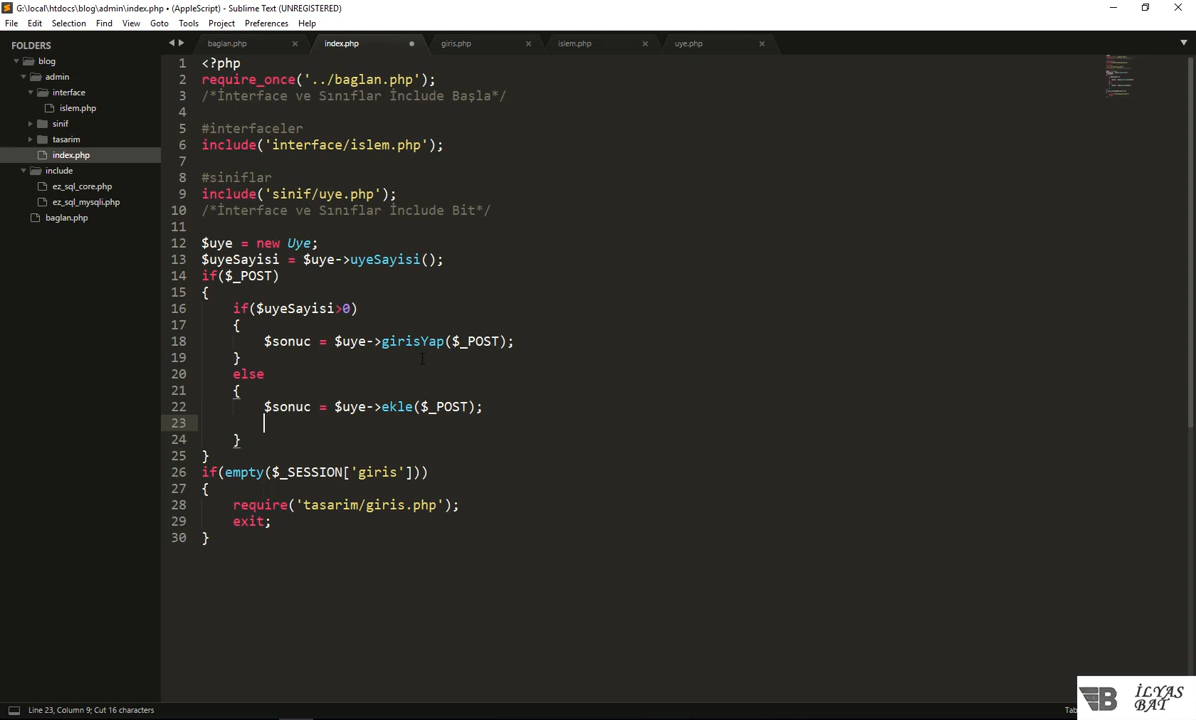 G:\local\htdocs\blog\admin\index.php • (AppleScript) - Sublime Text (UNREGISTERED)
File Edit Selection Find View Goto Tools Project Preferences Help
FOLDERS
blog
admin
interface
islem.php
sinif
tasarim
index.php
include
ez_sql_core.php
ez_sql_mysqli.php
baglan.php
baglan.php index.php giris.php islem.php uye.php
1 <?php
2 require_once('../baglan.php');
3 /*İnterface ve Sınıflar İnclude Başla*/
4
5 #interfaceler
6 include('interface/islem.php');
7
8 #siniflar
9 include('sinif/uye.php');
10 /*İnterface ve Sınıflar İnclude Bit*/
11
12 $uye = new Uye;
13 $uyeSayisi = $uye->uyeSayisi();
14 if($_POST)
15 {
16 if($uyeSayisi>0)
17 {
18 $sonuc = $uye->girisYap($_POST);
19 }
20 else
21 {
22 $sonuc = $uye->ekle($_POST);
23
24 }
25 }
26 if(empty($_SESSION['giris']))
27 {
28 require('tasarim/giris.php');
29 exit;
30 }
Line 23, Column 9; Cut 16 characters
İLYAS
BAT